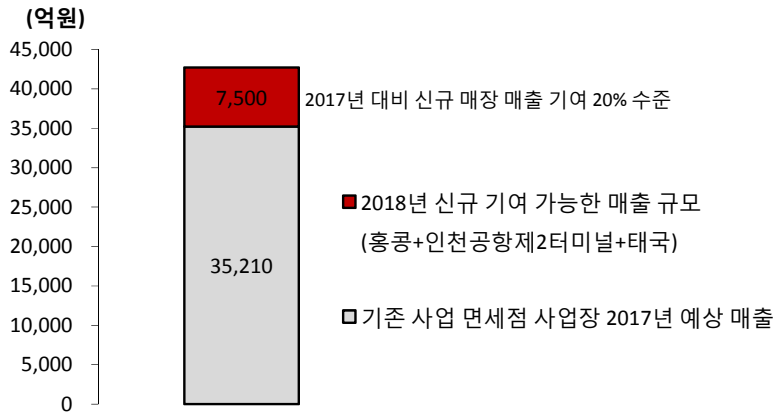 (억원)
45,000
40,000
35,000
30,000
25,000
20,000
15,000
10,000
5,000
0
7,500
2017년 대비 신규 매장 매출 기여 20% 수준
35,210
2018년 신규 기여 가능한 매출 규모
(홍콩+인천공항제2터미널+태국)
기존 사업 면세점 사업장 2017년 예상 매출